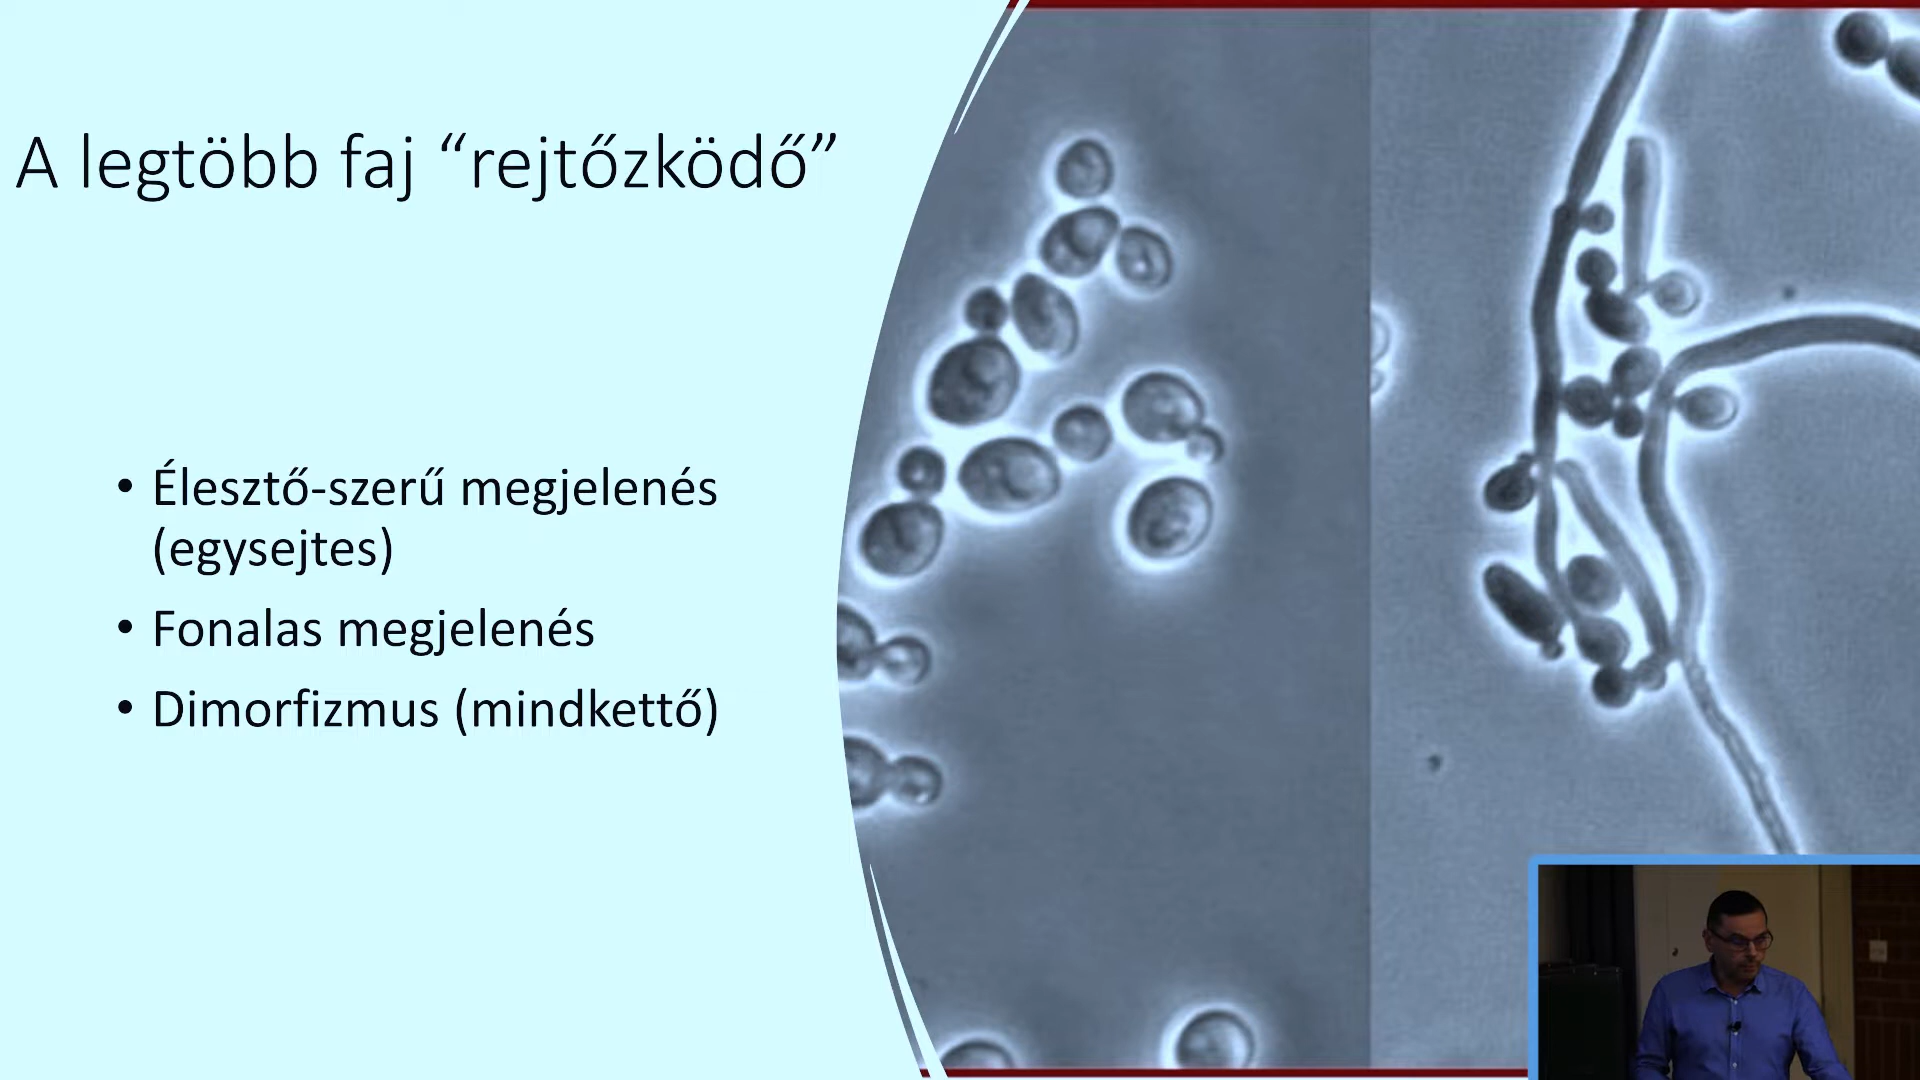 A legtöbb faj “rejtőzködő”
• Élesztő-szerű megjelenés
(egysejtes)
• Fonalas megjelenés
• Dimorfizmus (mindkettő)